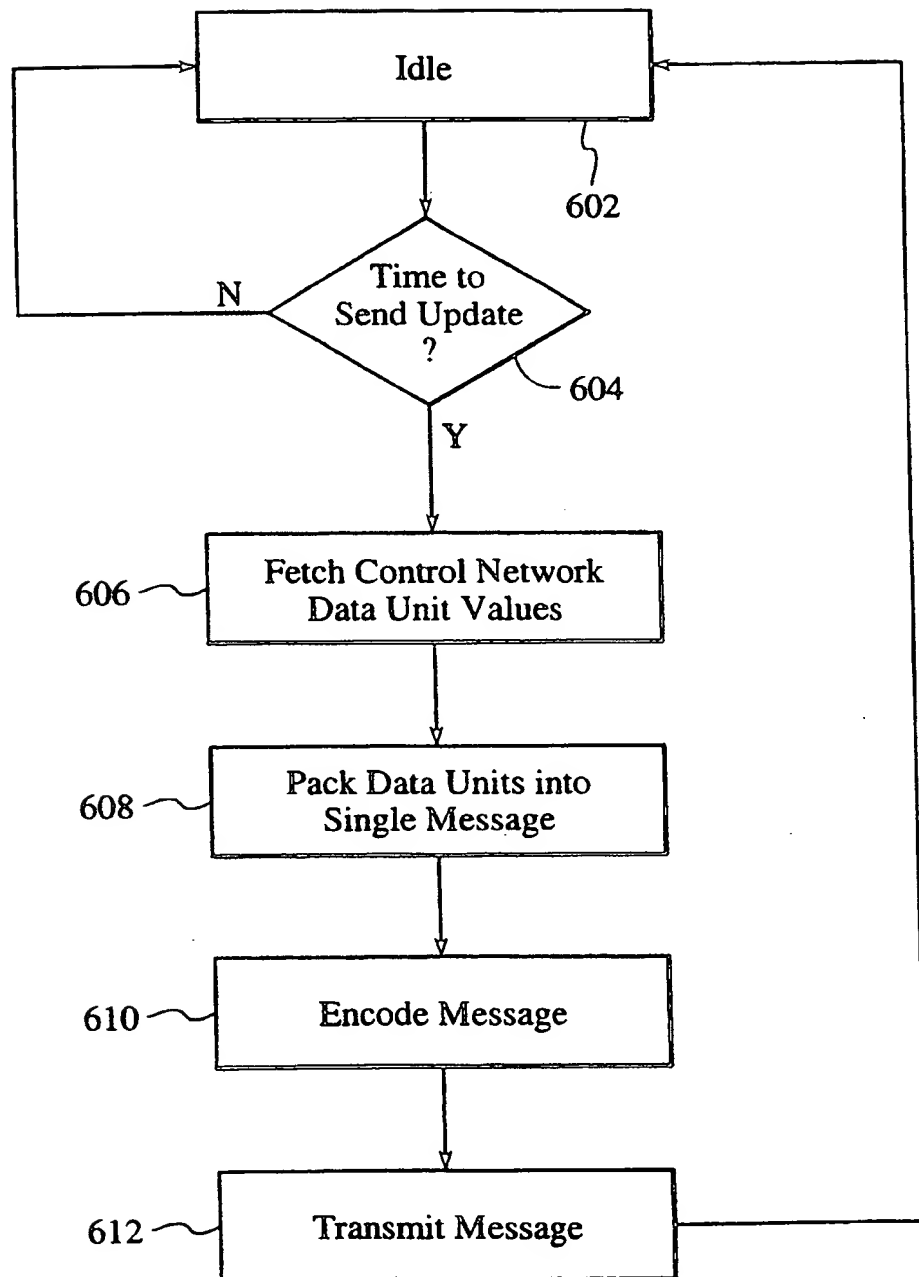 Idle
602
Time to
Send Update
?
N
604
Y
Fetch Control Network
Data Unit Values
606
Pack Data Units into
Single Message
608
Encode Message
610
Transmit Message
612